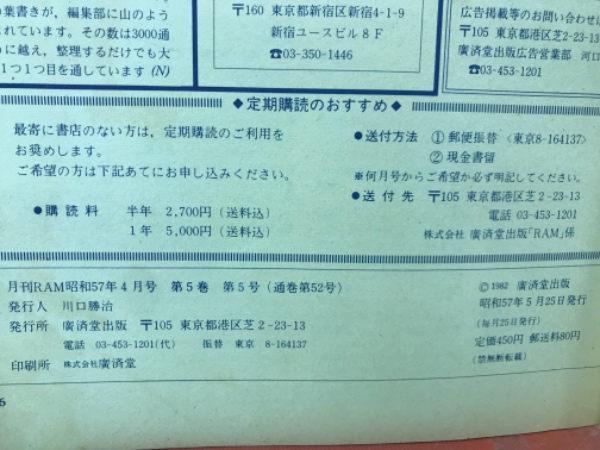 の葉書きが，編集部に山のよう
されています。その数は3000通
に越え，整理するだけでも大
1つ1つ目を通しています (N)
〒160 東京都新宿区新宿4-1-9
新宿ユースビル8F
☎03-350-1446
広告掲載等のお問い合わせは
〒105 東京都港区芝2-23-13
廣済堂出版広告営業部 河口
☎03-453-1201
◆定期購読のおすすめ◆
最寄に書店のない方は，定期購読のご利用を
お奨めします。
ご希望の方は下記あてにお申し込みください。
●購読料 半年 2,700円（送料込）
1年 5,000円（送料込）
●送付方法 ①郵便振替〈東京8-164137〉
②現金書留
※何月号からご希望か必ず明記してください。
●送付先 〒105 東京都港区芝2-23-13
電話 03-453-1201
株式会社 廣済堂出版「RAM」係
月刊RAM昭和57年4月号 第5巻 第5号（通巻第52号）
発行人 川口勝治
発行所 廣済堂出版 〒105 東京都港区芝2-23-13
電話 03-453-1201(代) 振替 東京 8-164137
印刷所 株式会社廣済堂
©1982 廣済堂出版
昭和57年5月25日発行
（毎月25日発行）
定価450円 郵送料80円
（禁無断転載）
6